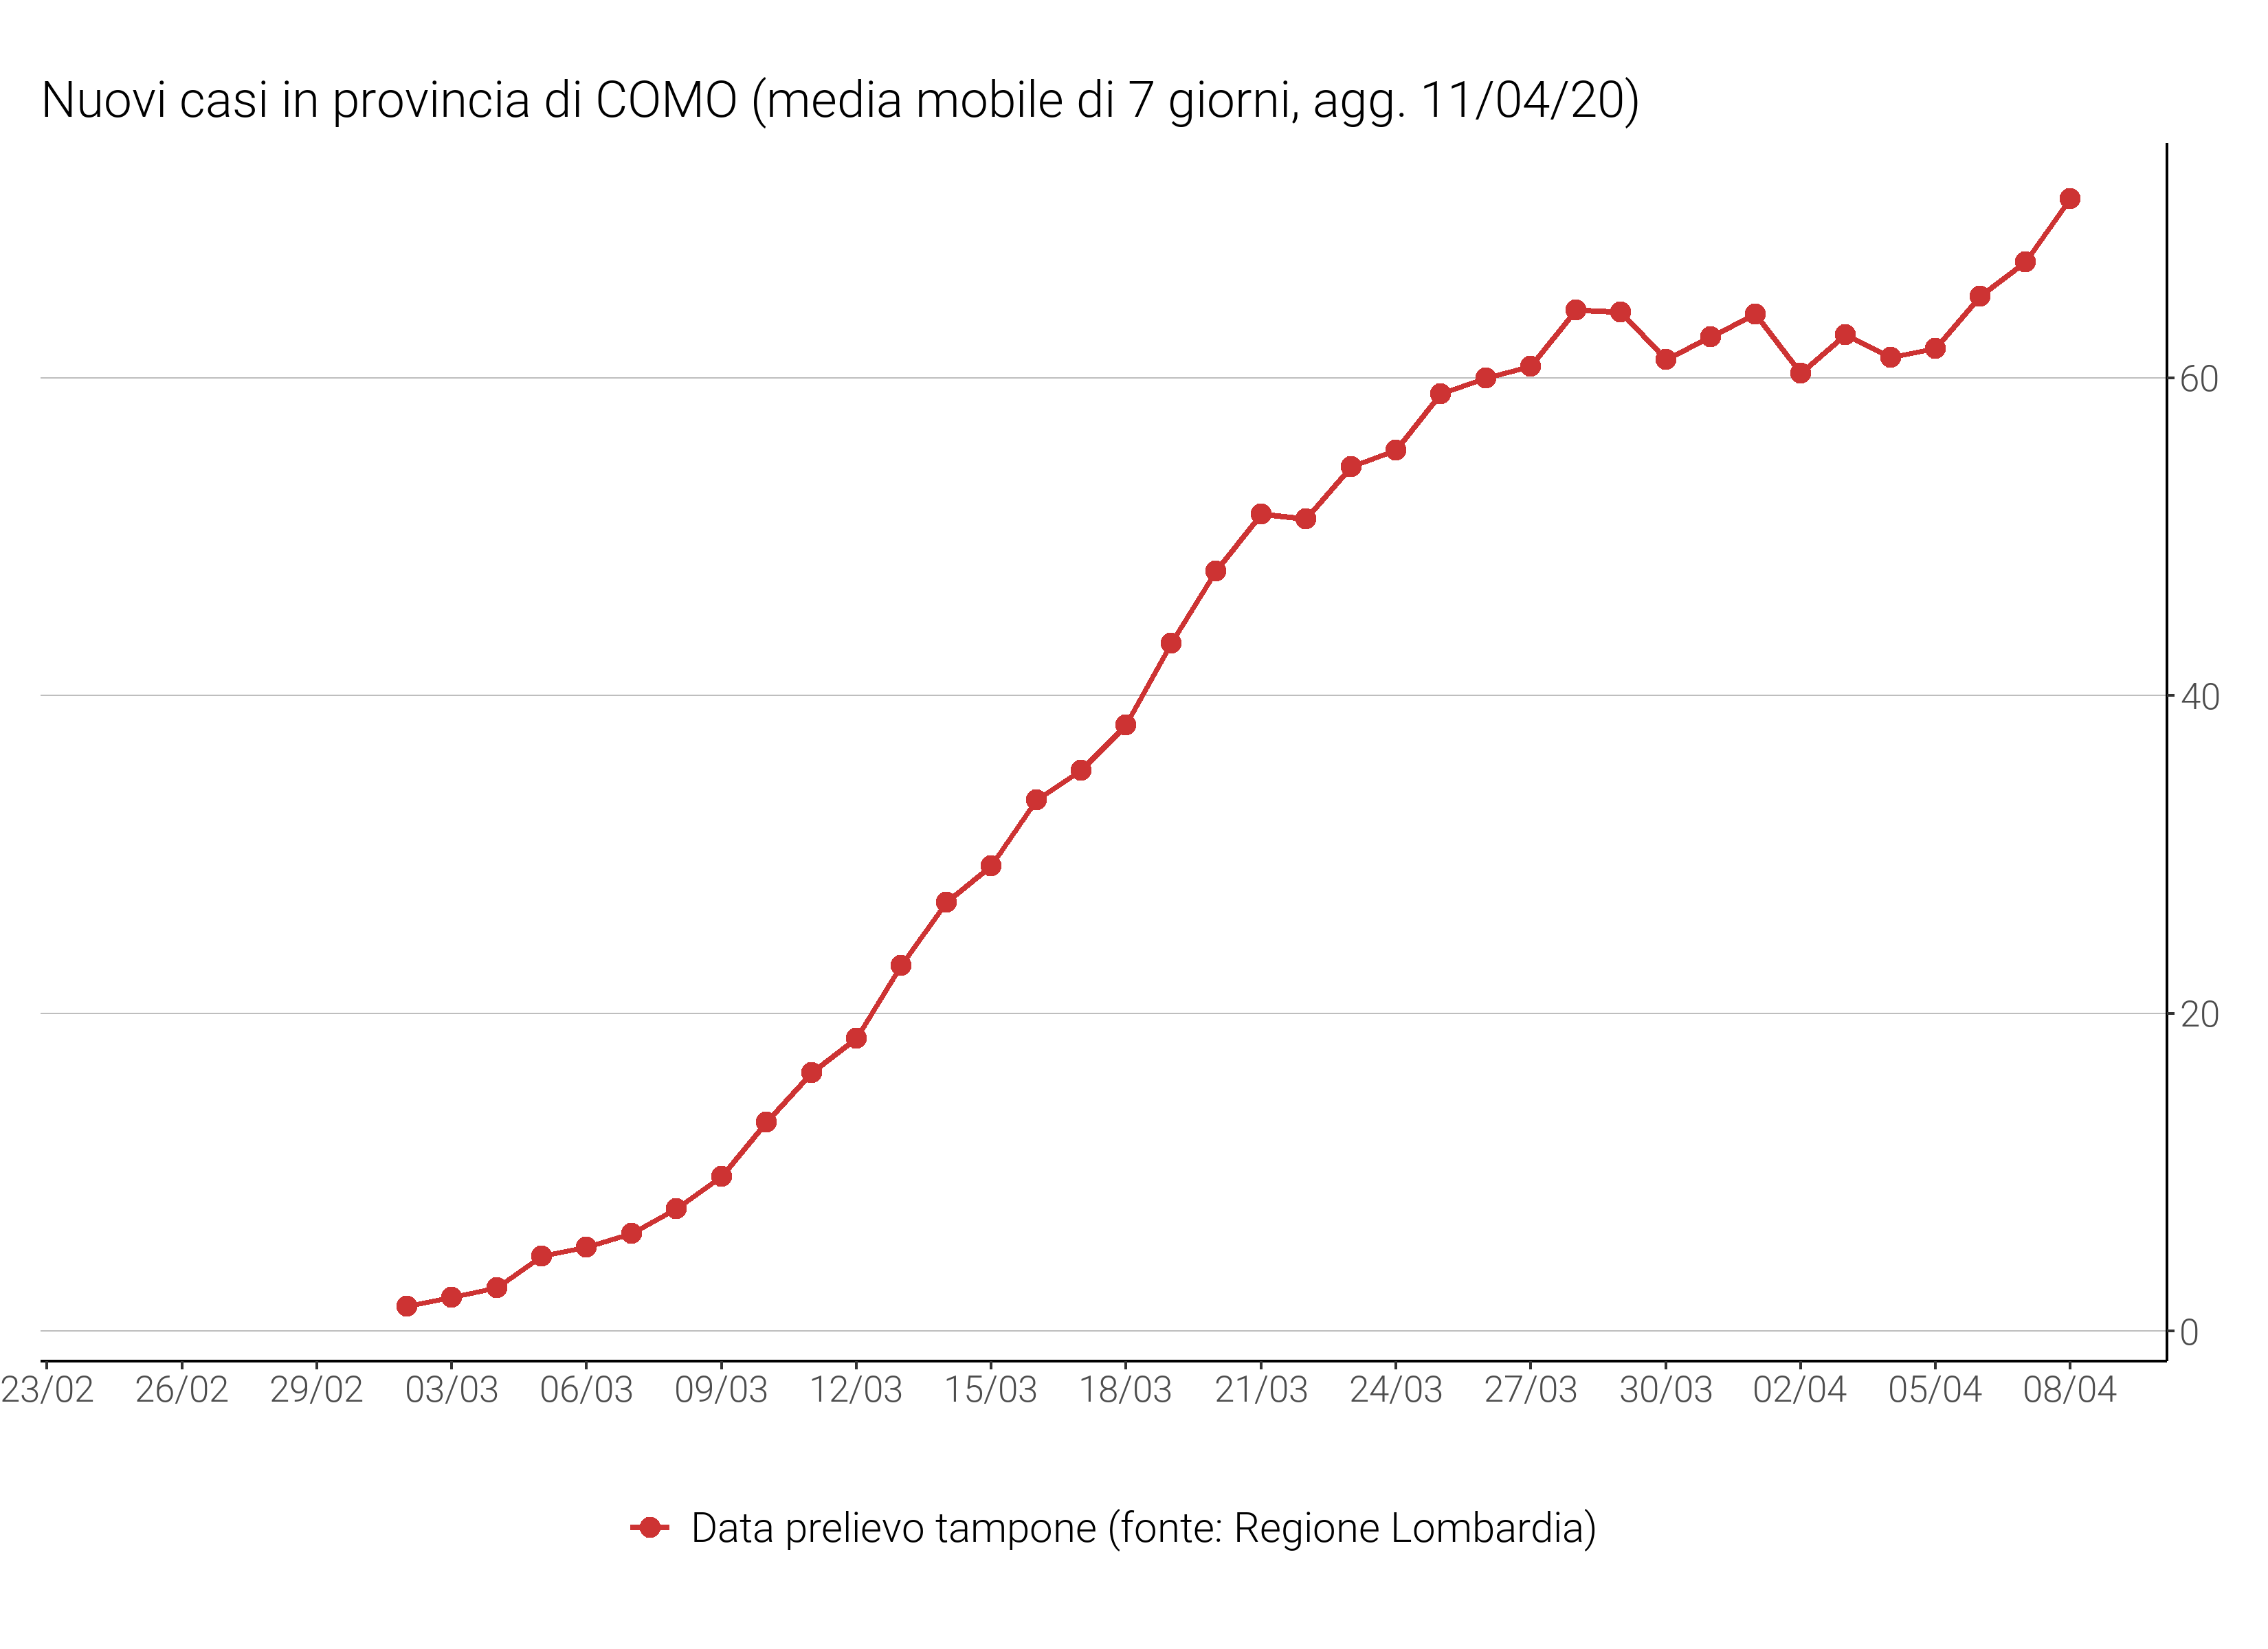 Nuovi casi in provincia di COMO (media mobile di 7 giorni, agg. 11/04/20)
60
40
20
0
23/02 26/02 29/02 03/03 06/03 09/03 12/03 15/03 18/03 21/03 24/03 27/03 30/03 02/04 05/04 08/04
Data prelievo tampone (fonte: Regione Lombardia)